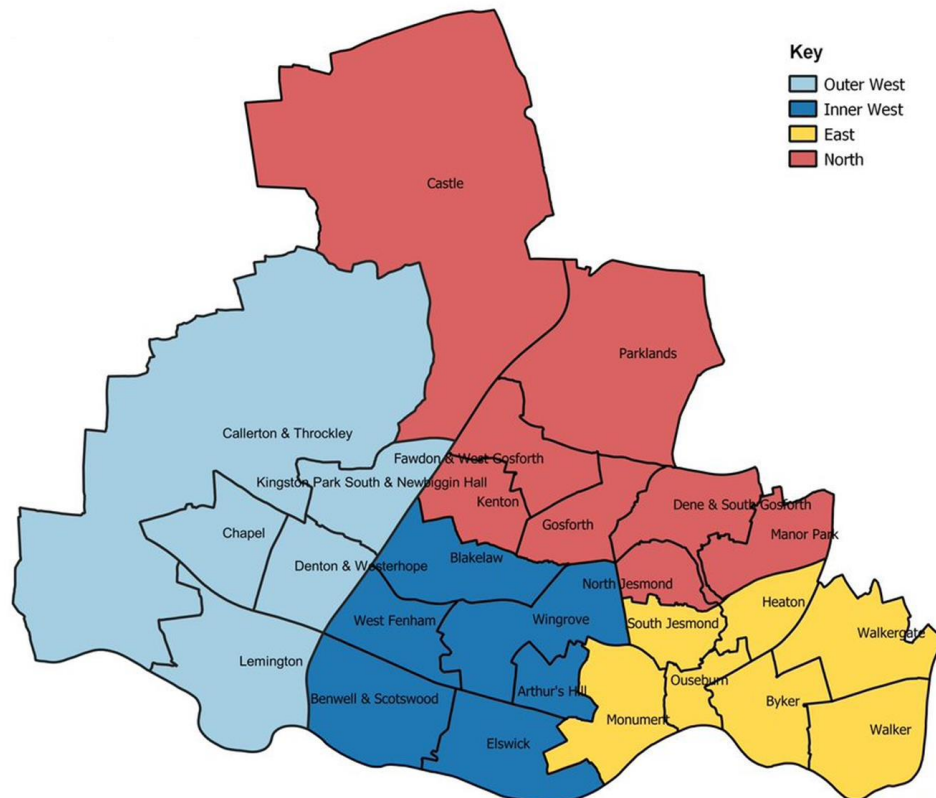 Key
Outer West
Inner West
East
North
Castle
Parklands
Callerton & Throckley
Fawdon & West Gosforth
Kingston Park South & Newbiggin Hall
Kenton
Dene & South Gosforth
Gosforth
Chapel
Manor Park
Blakelaw
Denton & Westerhope
North Jesmond
Heaton
West Fenham
Wingrove
South Jesmond
Walkergate
Lemington
Ouseburn
Arthur's Hill
Benwell & Scotswood
Byker
Monument
Walker
Elswick